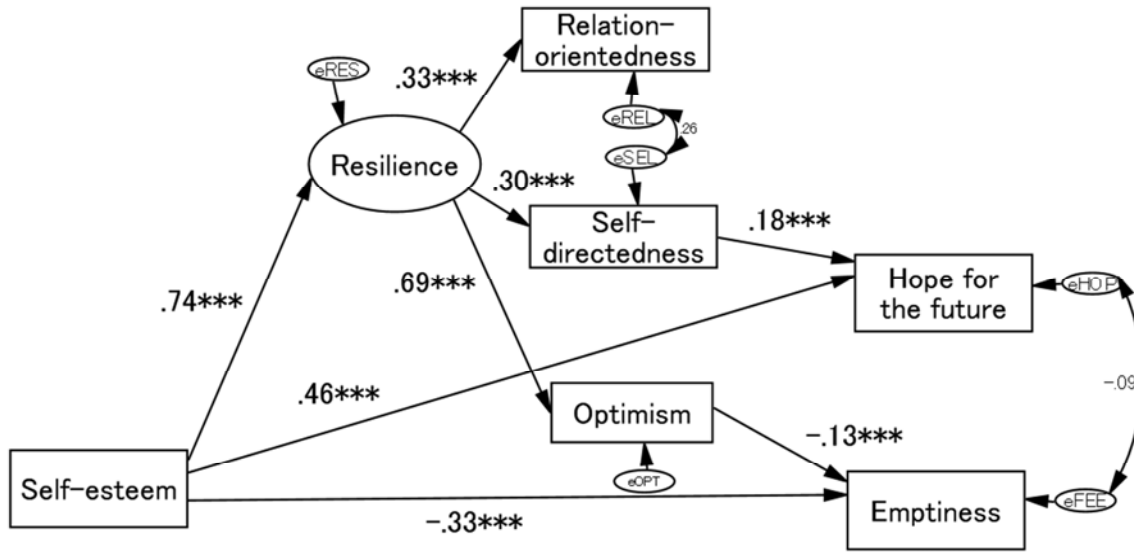 Relation-
orientedness
eRES
.33***
eREL
.26
eSEL
Resilience
.30***
Self-
directedness
.18***
Hope for
the future
eHOP
.74***
.69***
-.09
.46***
Optimism
-.13***
eOPT
Self-esteem
Emptiness
eFEE
-.33***